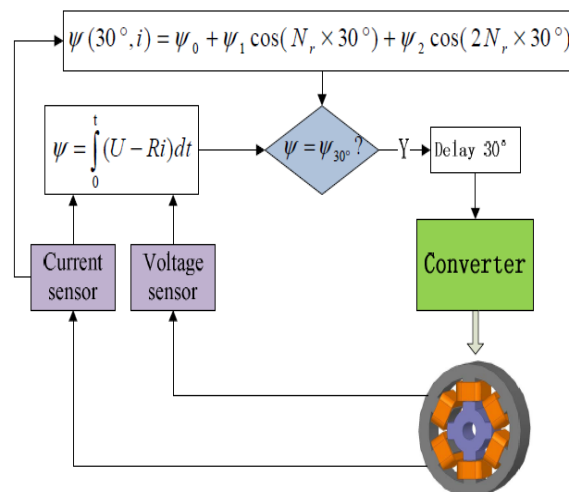 ψ(30°,i) = ψ₀ + ψ₁ cos(Nᵣ × 30°) + ψ₂ cos(2Nᵣ × 30°)
ψ = ∫₀ᵗ (U − Ri)dt
ψ = ψ₃₀° ?
Y
Delay 30°
Current
sensor
Voltage
sensor
Converter